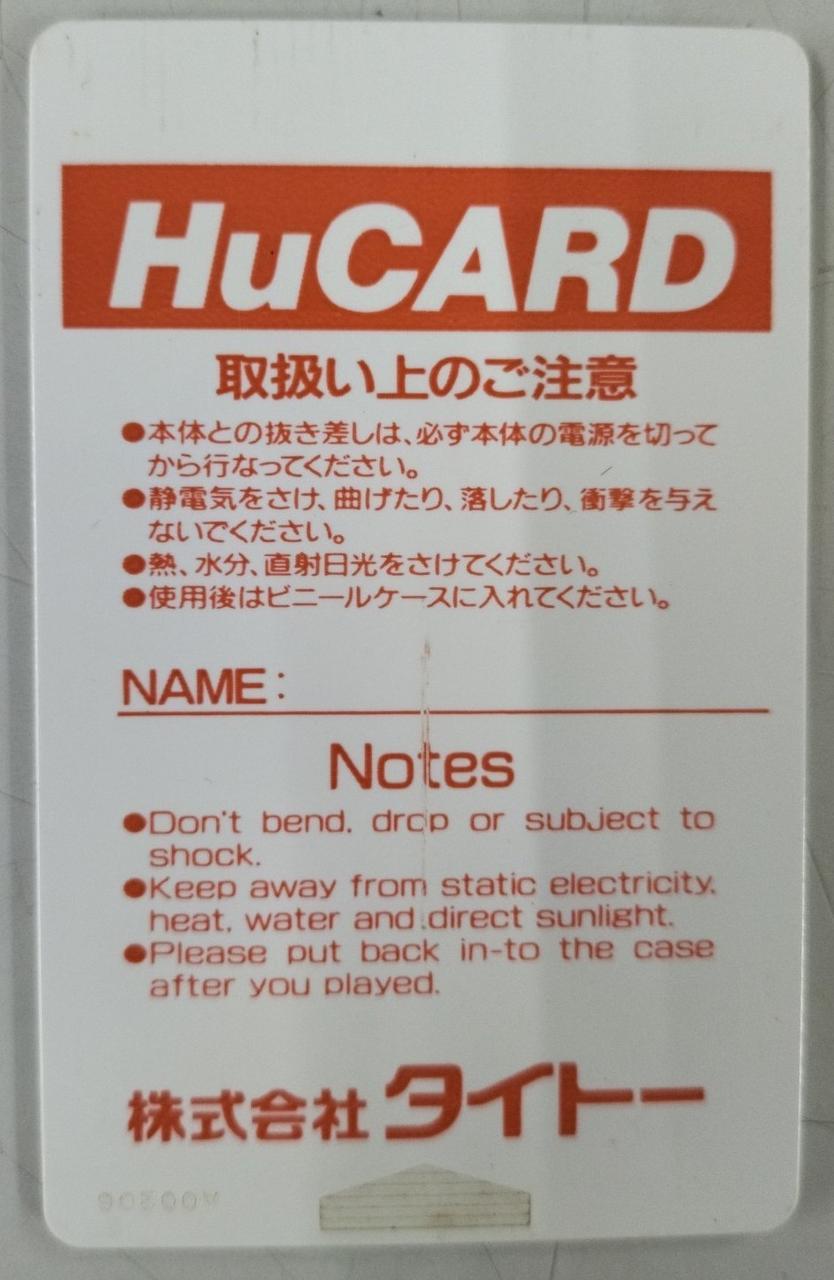 HuCARD
取扱い上のご注意
●本体との抜き差しは、必ず本体の電源を切って
から行なってください。
●静電気をさけ、曲げたり、落したり、衝撃を与え
ないでください。
●熱、水分、直射日光をさけてください。
●使用後はビニールケースに入れてください。
NAME:
Notes
●Don't bend, drop or subject to
shock.
●Keep away from static electricity,
heat, water and direct sunlight.
●Please put back in-to the case
after you played.
株式会社タイトー